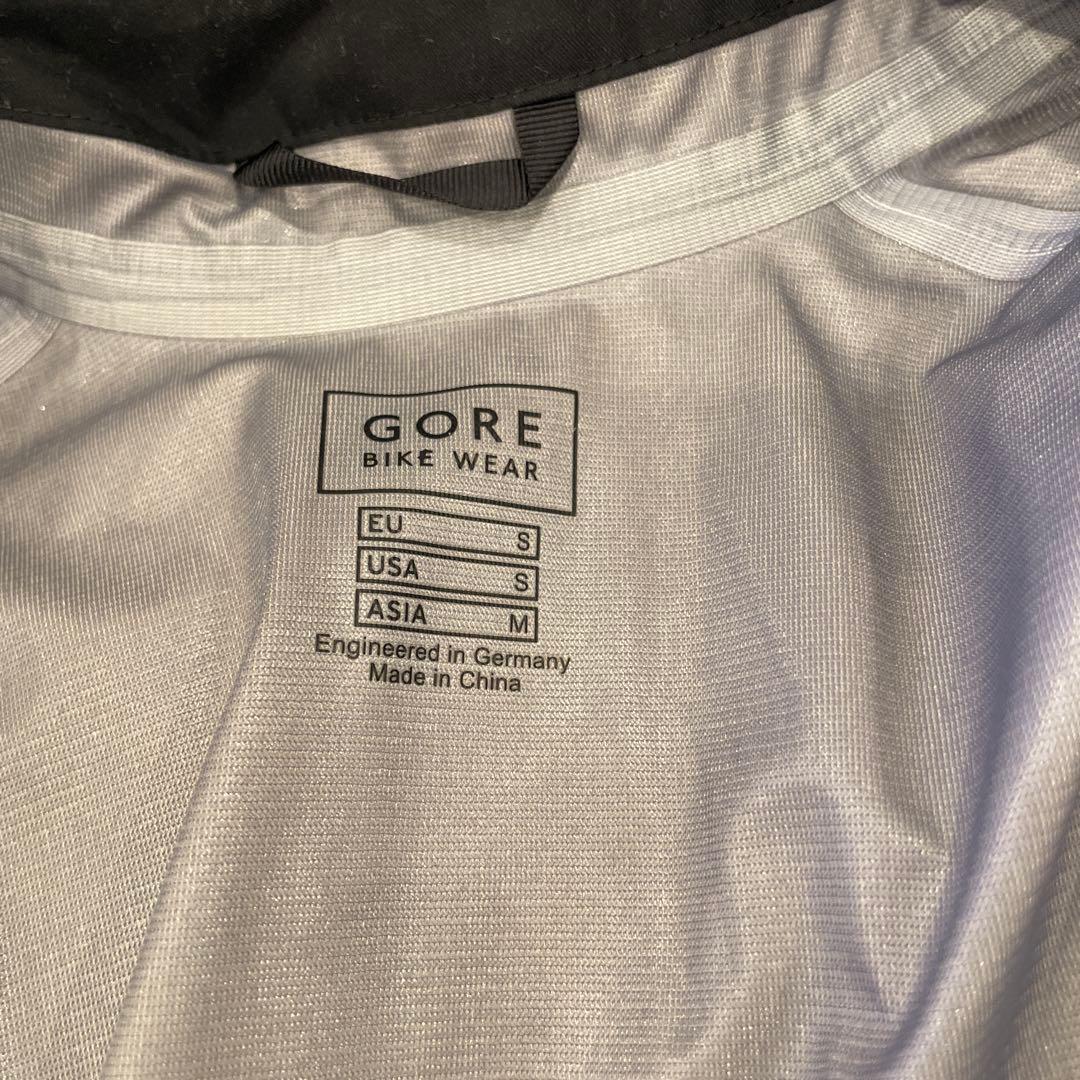 GORE
BIKE WEAR
EU S
USA S
ASIA M
Engineered in Germany
Made in China